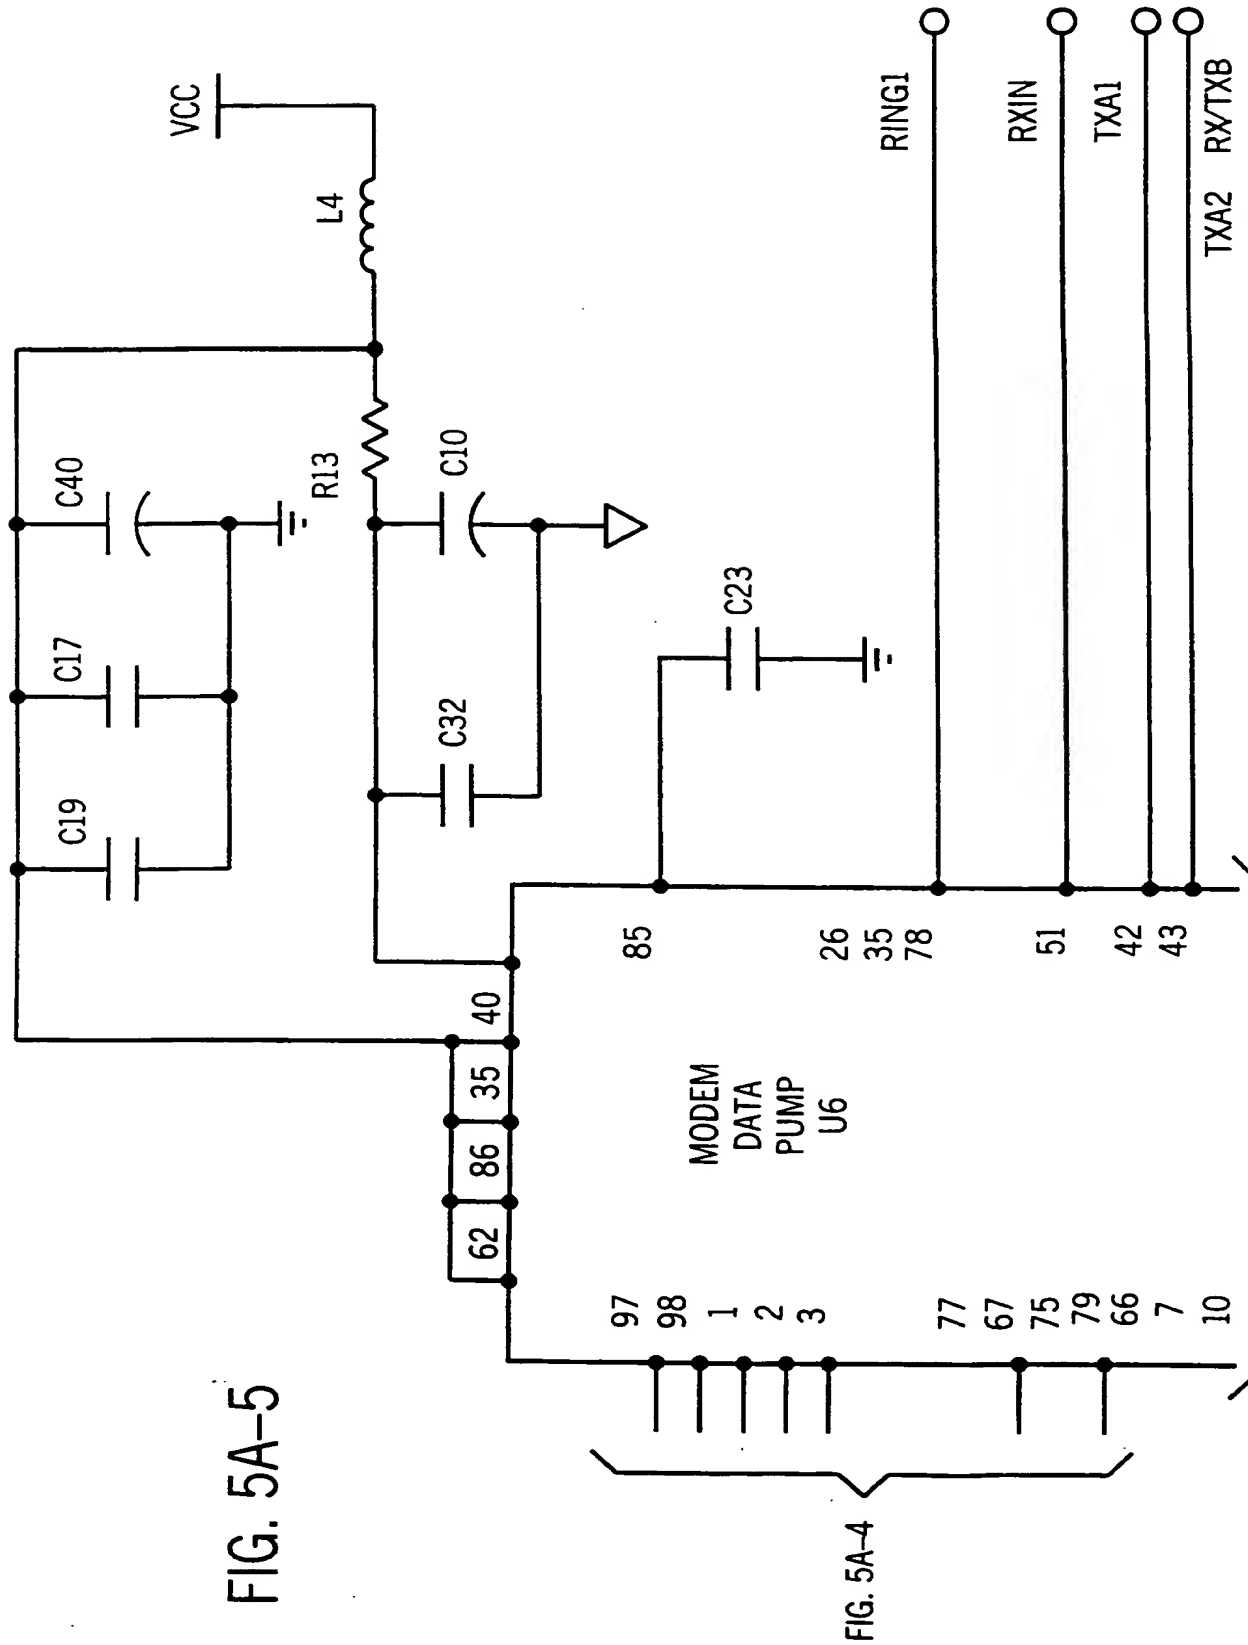 FIG. 5A–5
VCC
L4
C40
C17
C19
R13
C10
C32
C23
RING1
RXIN
TXA1
TXA2 RX/TXB
62
86
35
40
85
26
35
78
51
42
43
MODEM
DATA
PUMP
U6
97
98
1
2
3
77
67
75
79
66
7
10
FIG. 5A–4